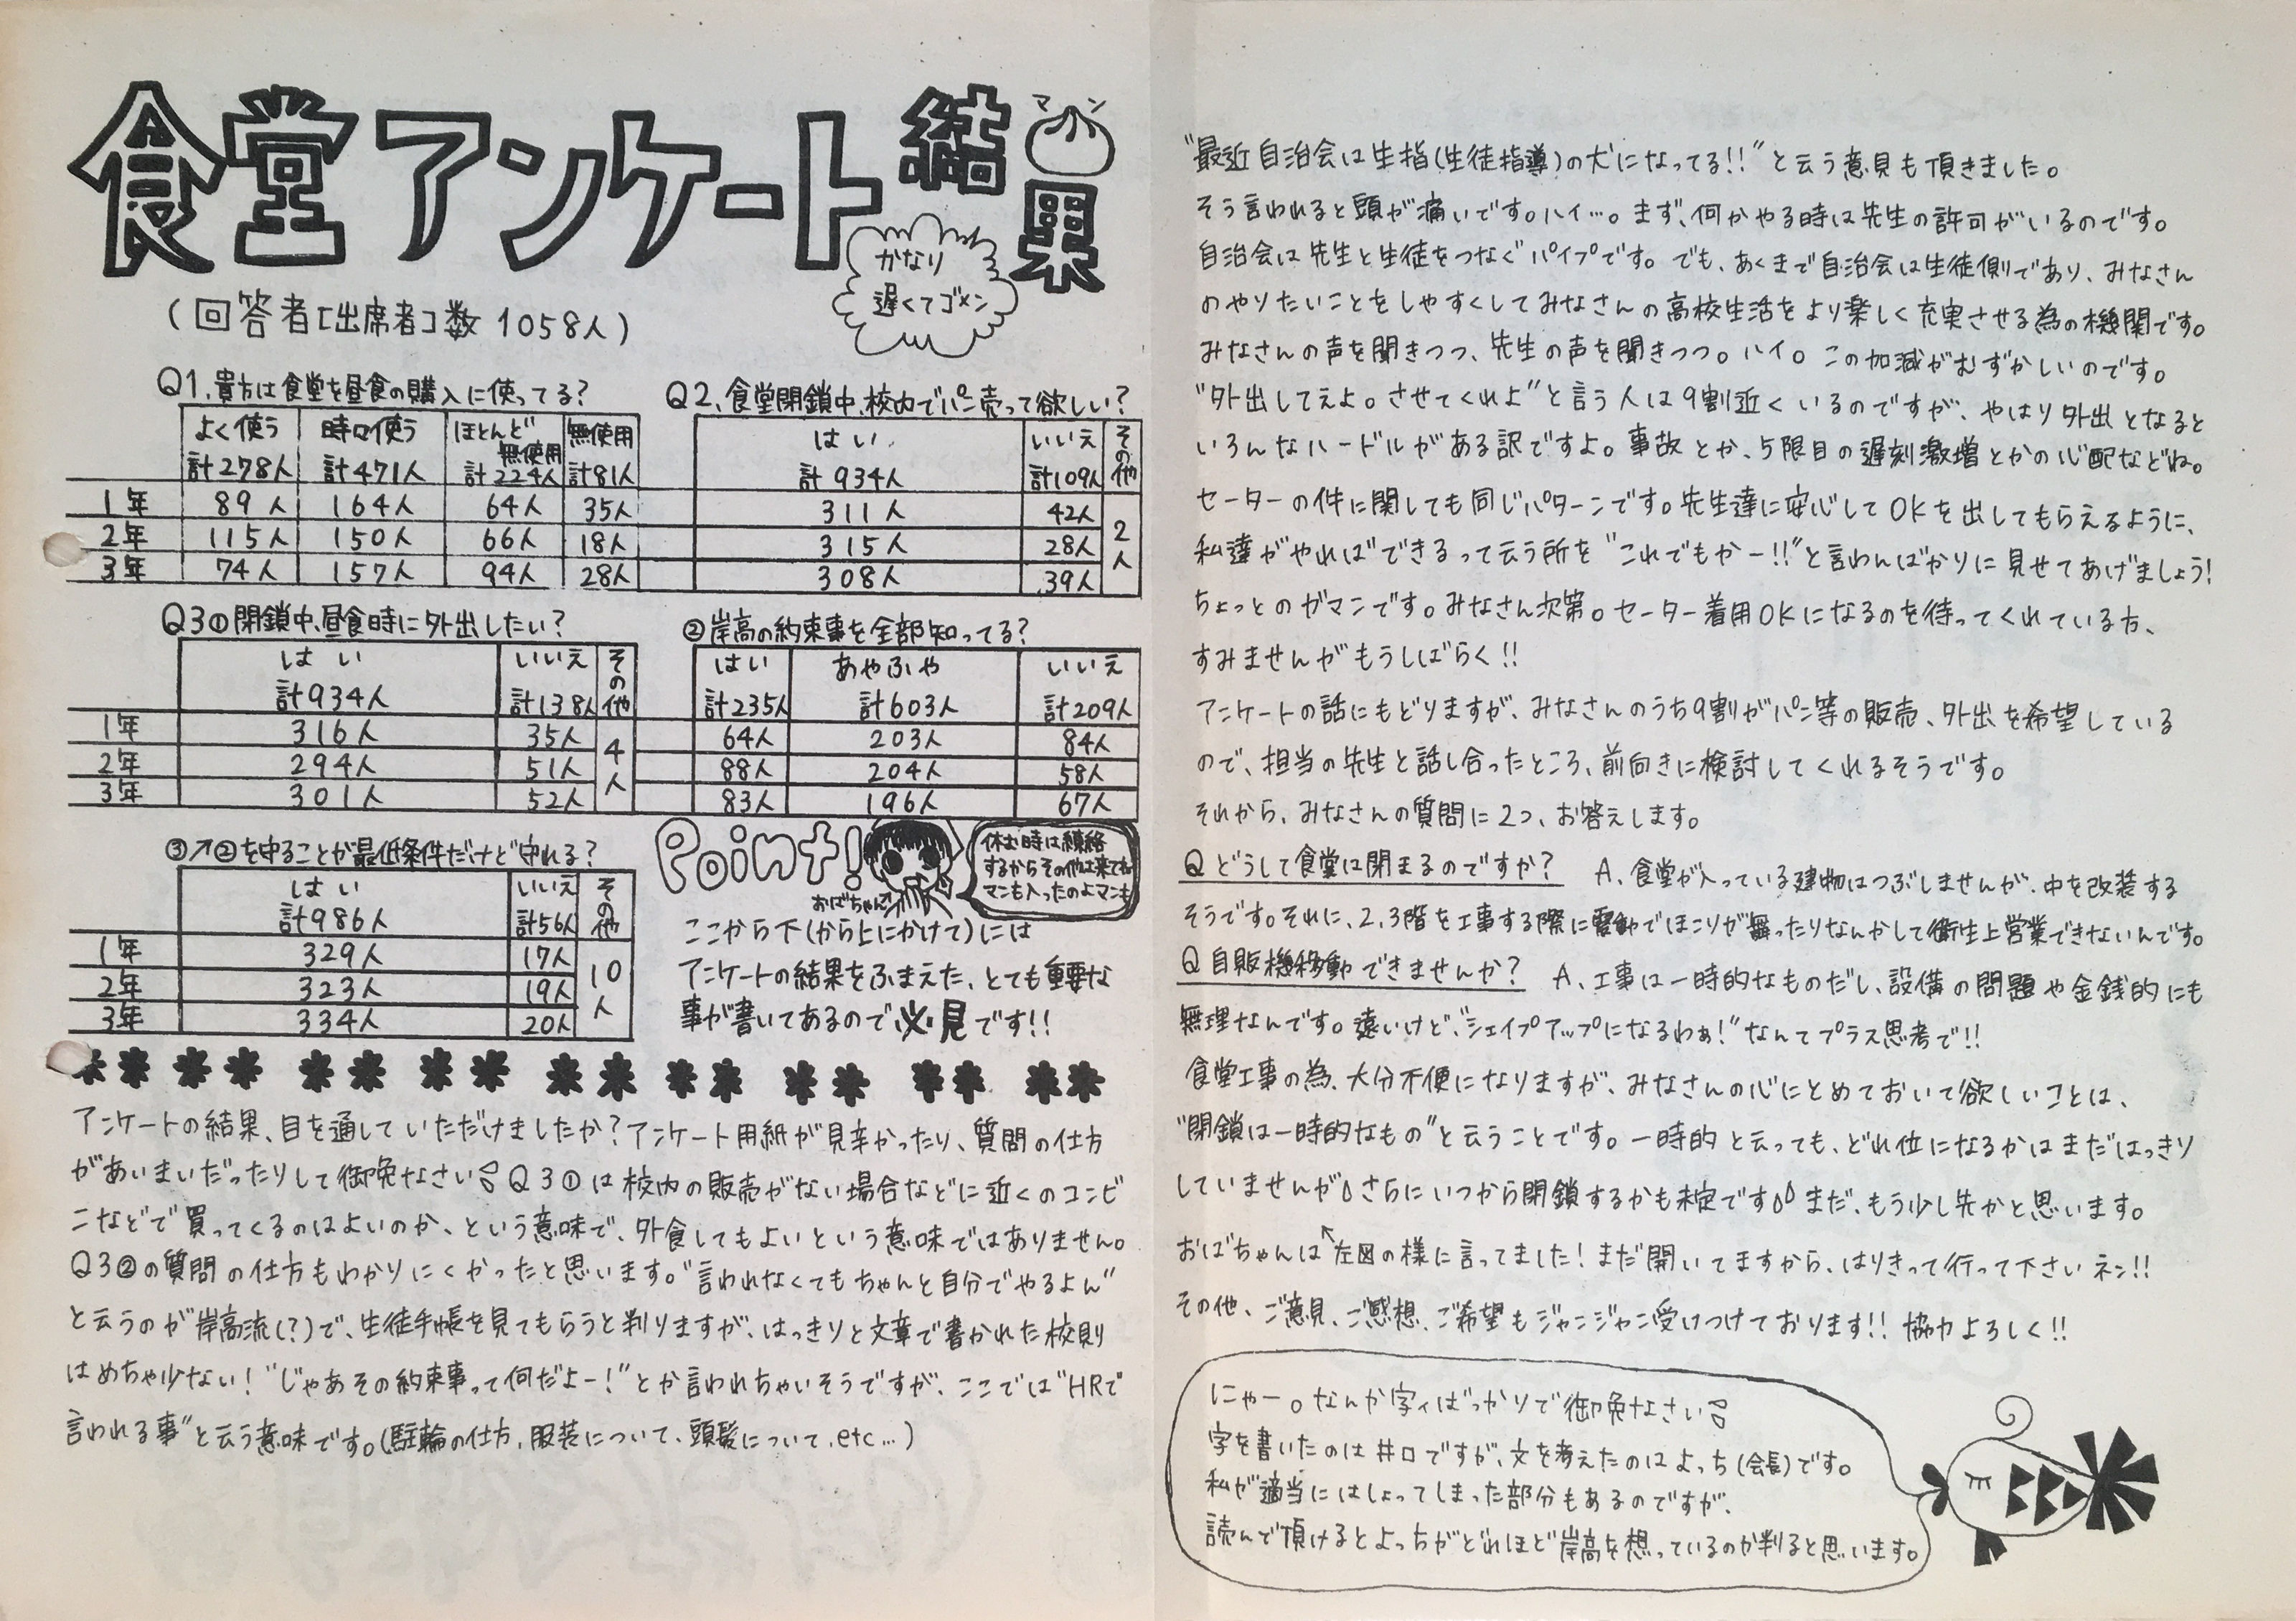 食堂アンケート結果
マン
かなり
遅くてゴメン
(回答者[出席者]数 1058人)
Q1,貴方は食堂を昼食の購入に使ってる?
よく使う 時々使う ほとんど無使用 無使用
計278人 計471人 計224人 計81人
1年 89人 164人 64人 35人
2年 115人 150人 66人 18人
3年 74人 157人 94人 28人
Q2,食堂閉鎖中、校内でパン売って欲しい?
はい いいえ その他
計934人 計109人
311人 42人 2人
315人 28人
308人 39人
Q3①閉鎖中、昼食時に外出したい?
はい いいえ その他
計934人 計138人
1年 316人 35人 4人
2年 294人 51人
3年 301人 52人
②岸高の約束事を全部知ってる?
はい あやふや いいえ
計235人 計603人 計209人
64人 203人 84人
88人 204人 58人
83人 196人 67人
③↗②を守ることが最低条件だけど守れる?
はい いいえ その他
計986人 計56人
1年 329人 17人 10人
2年 323人 19人
3年 334人 20人
Point!
おばちゃん↗
休む時は連絡
するからその他は来てね
マンも入ったのよマンも
ここから下(から上にかけて)には
アンケートの結果をふまえた、とても重要な
事が書いてあるので必見です!!
アンケートの結果、目を通していただけましたか?アンケート用紙が見辛かったり、質問の仕方
があいまいだったりして御免なさい Q3①は校内の販売がない場合などに近くのコンビ
ニなどで買ってくるのはよいのか、という意味で、外食してもよいという意味ではありません。
Q3②の質問の仕方もわかりにくかったと思います。"言われなくてもちゃんと自分でやるよん"
と云うのが岸高流(?)で、生徒手帳を見てもらうと判りますが、はっきりと文章で書かれた校則
はめちゃ少ない!"じゃあその約束事って何だよー!"とか言われちゃいそうですが、ここでは"HRで
言われる事"と云う意味です。(駐輪の仕方,服装について、頭髪について,etc…)
"最近自治会は生指(生徒指導)の犬になってる!!"と云う意見も頂きました。
そう言われると頭が痛いです。ハイ…。まず、何かやる時は先生の許可がいるのです。
自治会は先生と生徒をつなぐパイプです。でも、あくまで自治会は生徒側であり、みなさん
のやりたいことをしやすくしてみなさんの高校生活をより楽しく充実させる為の機関です。
みなさんの声を聞きつつ、先生の声を聞きつつ。ハイ。この加減がむずかしいのです。
"外出してえよ。させてくれよ"と言う人は9割近くいるのですが、やはり外出となると
いろんなハードルがある訳ですよ。事故とか、5限目の遅刻激増とかの心配などね。
セーターの件に関しても同じパターンです。先生達に安心してOKを出してもらえるように、
私達がやればできるって云う所を"これでもかー!!"と言わんばかりに見せてあげましょう!
ちょっとのガマンです。みなさん次第。セーター着用OKになるのを待ってくれている方、
すみませんがもうしばらく!!
アンケートの話にもどりますが、みなさんのうち9割がパン等の販売、外出を希望している
ので、担当の先生と話し合ったところ、前向きに検討してくれるそうです。
それから、みなさんの質問に2つ、お答えします。
Q どうして食堂は閉まるのですか? A、食堂が入っている建物はつぶしませんが、中を改装する
そうです。それに、2,3階を工事する際に震動でほこりが舞ったりなんかして衛生上営業できないんです。
Q 自販機移動できませんか? A、工事は一時的なものだし、設備の問題や金銭的にも
無理なんです。遠いけど、"シェイプアップになるわぁ!"なんてプラス思考で!!
食堂工事の為、大分不便になりますが、みなさんの心にとめておいて欲しいことは、
"閉鎖は一時的なもの"と云うことです。一時的と云っても、どれ位になるかはまだはっきり
していませんが さらにいつから閉鎖するかも未定です まだ、もう少し先かと思います。
おばちゃんは↖左図の様に言ってました!まだ開いてますから、はりきって行って下さいネン!!
その他、ご意見、ご感想、ご希望もジャンジャン受けつけております!!協力よろしく!!
にゃー。なんか字ィばっかりで御免なさい
字を書いたのは井口ですが、文を考えたのはよっち(会長)です。
私が適当にはしょってしまった部分もあるのですが、
読んで頂けるとよっちがどれほど岸高を想っているのか判ると思います。